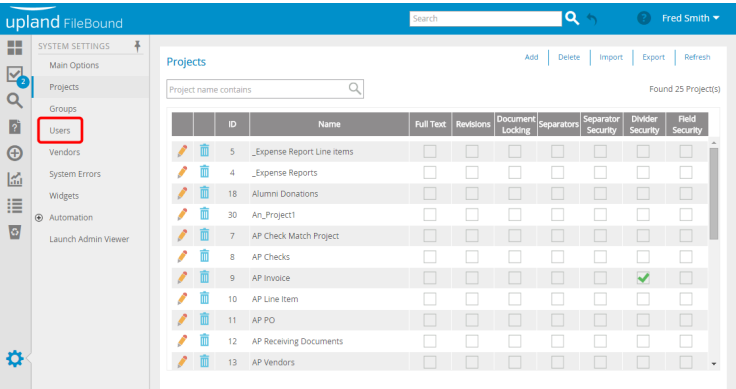 upland FileBound
Search
?
Fred Smith
SYSTEM SETTINGS
Main Options
Projects
Groups
Users
Vendors
System Errors
Widgets
Automation
Launch Admin Viewer
2
?
Projects
Add Delete Import Export Refresh
Project name contains
Found 25 Project(s)
ID Name Full Text Revisions Document Locking Separators Separator Security Divider Security Field Security
5 _Expense Report Line items
4 _Expense Reports
18 Alumni Donations
30 An_Project1
7 AP Check Match Project
8 AP Checks
9 AP Invoice
10 AP Line Item
11 AP PO
12 AP Receiving Documents
13 AP Vendors